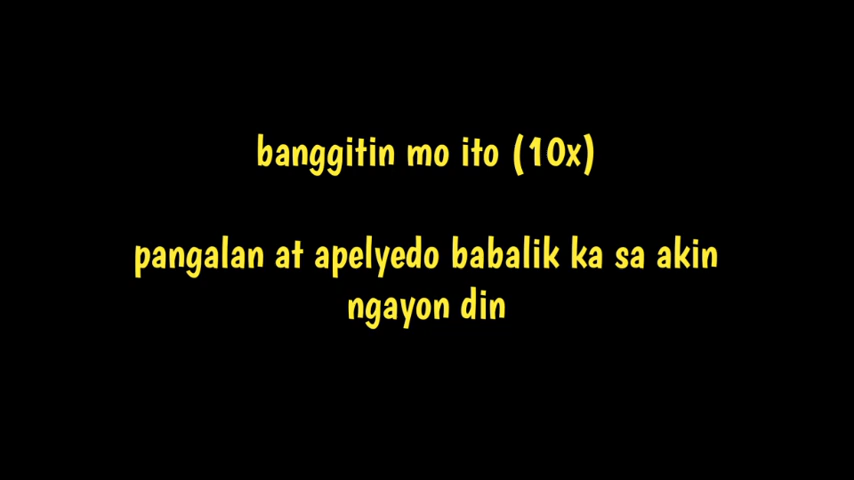 banggitin mo ito (10x)
pangalan at apelyedo babalik ka sa akin
ngayon din